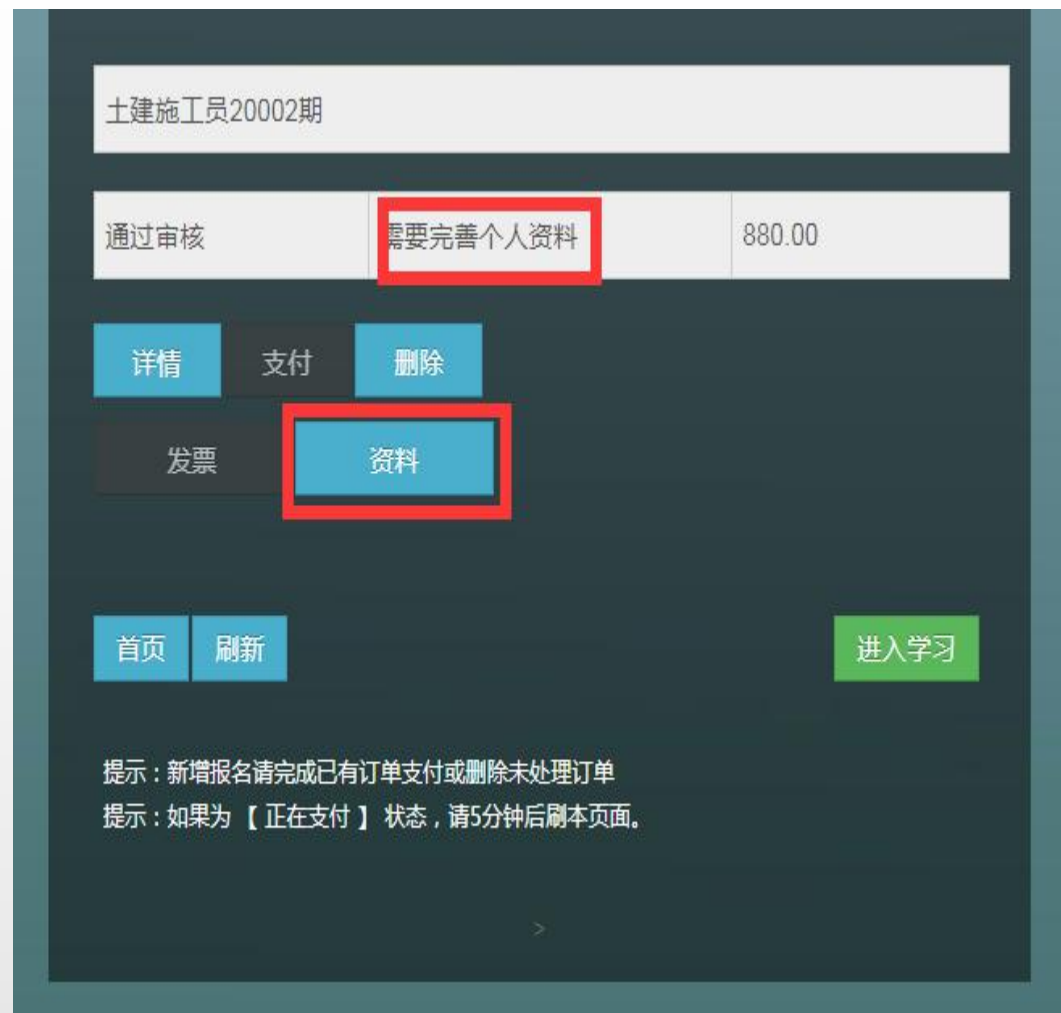 土建施工员20002期
通过审核 需要完善个人资料 880.00
详情 支付 删除
发票 资料
首页 刷新 进入学习
提示：新增报名请完成已有订单支付或删除未处理订单
提示：如果为 【 正在支付 】 状态，请5分钟后刷本页面。
>